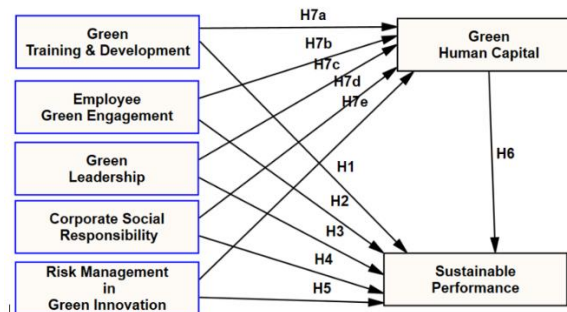 Green
Training & Development
Employee
Green Engagement
Green
Leadership
Corporate Social
Responsibility
Risk Management
in
Green Innovation
H7a
H7b
H7c
H7d
H7e
H1
H2
H3
H4
H5
H6
Green
Human Capital
Sustainable
Performance